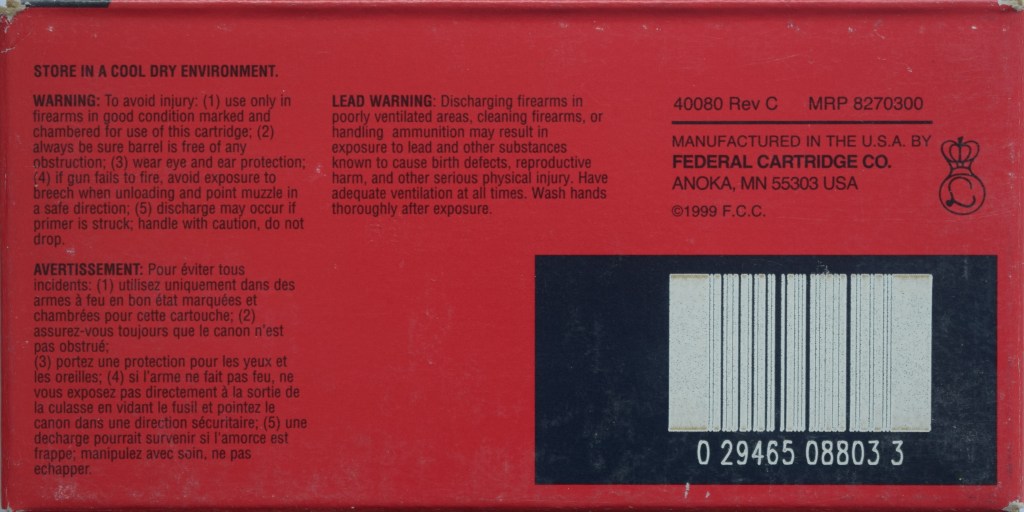 STORE IN A COOL DRY ENVIRONMENT.
WARNING: To avoid injury: (1) use only in
firearms in good condition marked and
chambered for use of this cartridge; (2)
always be sure barrel is free of any
obstruction; (3) wear eye and ear protection;
(4) if gun fails to fire, avoid exposure to
breech when unloading and point muzzle in
a safe direction; (5) discharge may occur if
primer is struck; handle with caution, do not
drop.
AVERTISSEMENT: Pour éviter tous
incidents: (1) utilisez uniquement dans des
armes à feu en bon état marquées et
chambrées pour cette cartouche; (2)
assurez-vous toujours que le canon n'est
pas obstrué;
(3) portez une protection pour les yeux et
les oreilles; (4) si l'arme ne fait pas feu, ne
vous exposez pas directement à la sortie de
la culasse en vidant le fusil et pointez le
canon dans une direction sécuritaire; (5) une
decharge pourrait survenir si l'amorce est
frappe; manipulez avec soin, ne pas
echapper.
LEAD WARNING: Discharging firearms in
poorly ventilated areas, cleaning firearms, or
handling ammunition may result in
exposure to lead and other substances
known to cause birth defects, reproductive
harm, and other serious physical injury. Have
adequate ventilation at all times. Wash hands
thoroughly after exposure.
40080 Rev C MRP 8270300
MANUFACTURED IN THE U.S.A. BY
FEDERAL CARTRIDGE CO.
ANOKA, MN 55303 USA
©1999 F.C.C.
L
0 29465 08803 3